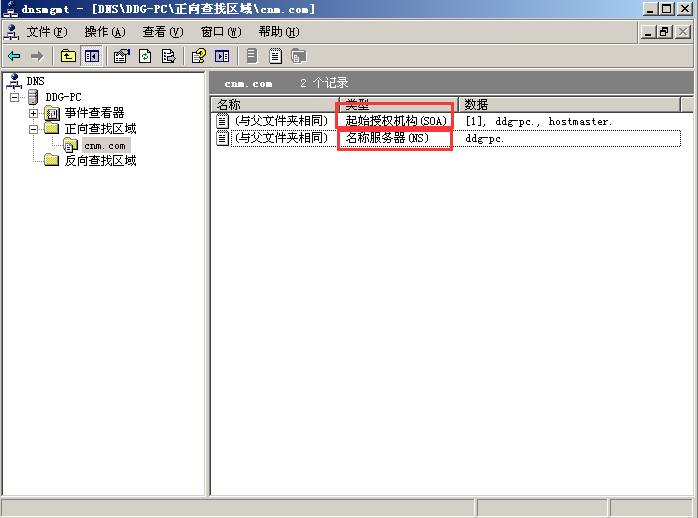 dnsmgmt - [DNS\DDG-PC\正向查找区域\cnm.com]
文件(F) 操作(A) 查看(V) 窗口(W) 帮助(H)
DNS
DDG-PC
事件查看器
正向查找区域
cnm.com
反向查找区域
cnm.com 2 个记录
名称 类型 数据
(与父文件夹相同) 起始授权机构(SOA) [1], ddg-pc., hostmaster.
(与父文件夹相同) 名称服务器(NS) ddg-pc.